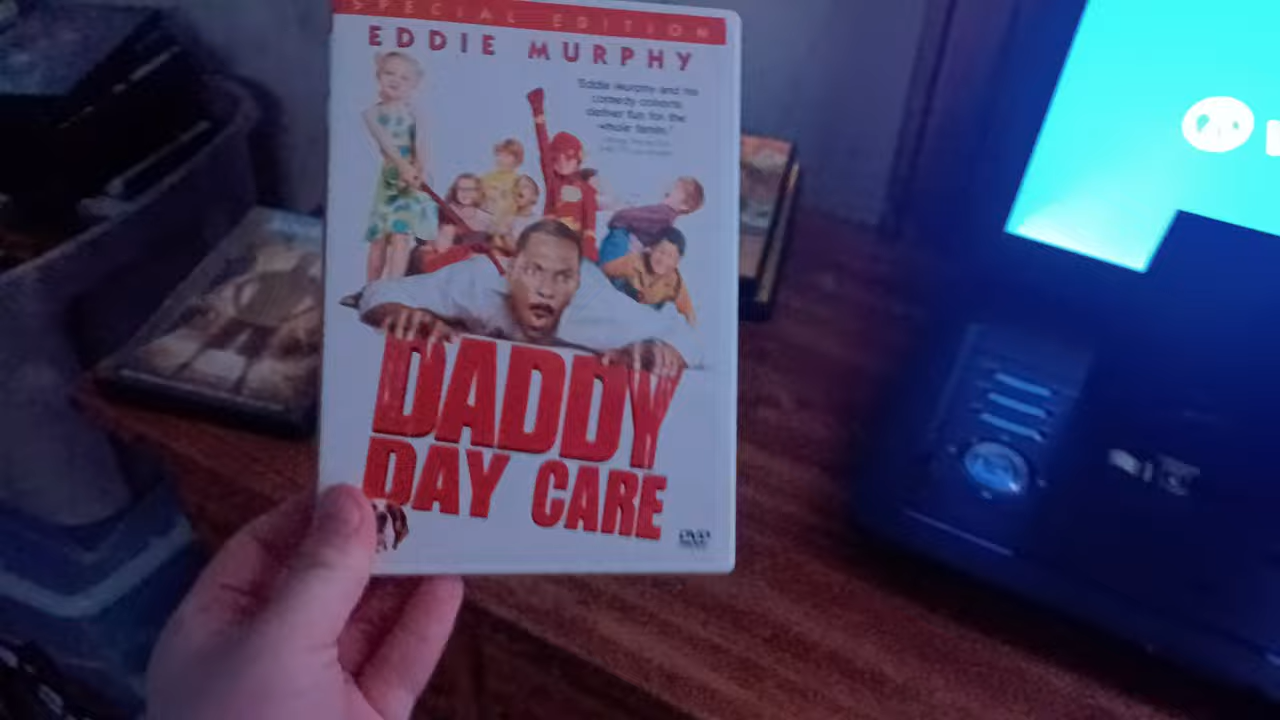 SPECIAL EDITION
EDDIE MURPHY
"Eddie Murphy and his
comedy cohorts
deliver fun for the
whole family."
DADDY
DAY CARE
DVD